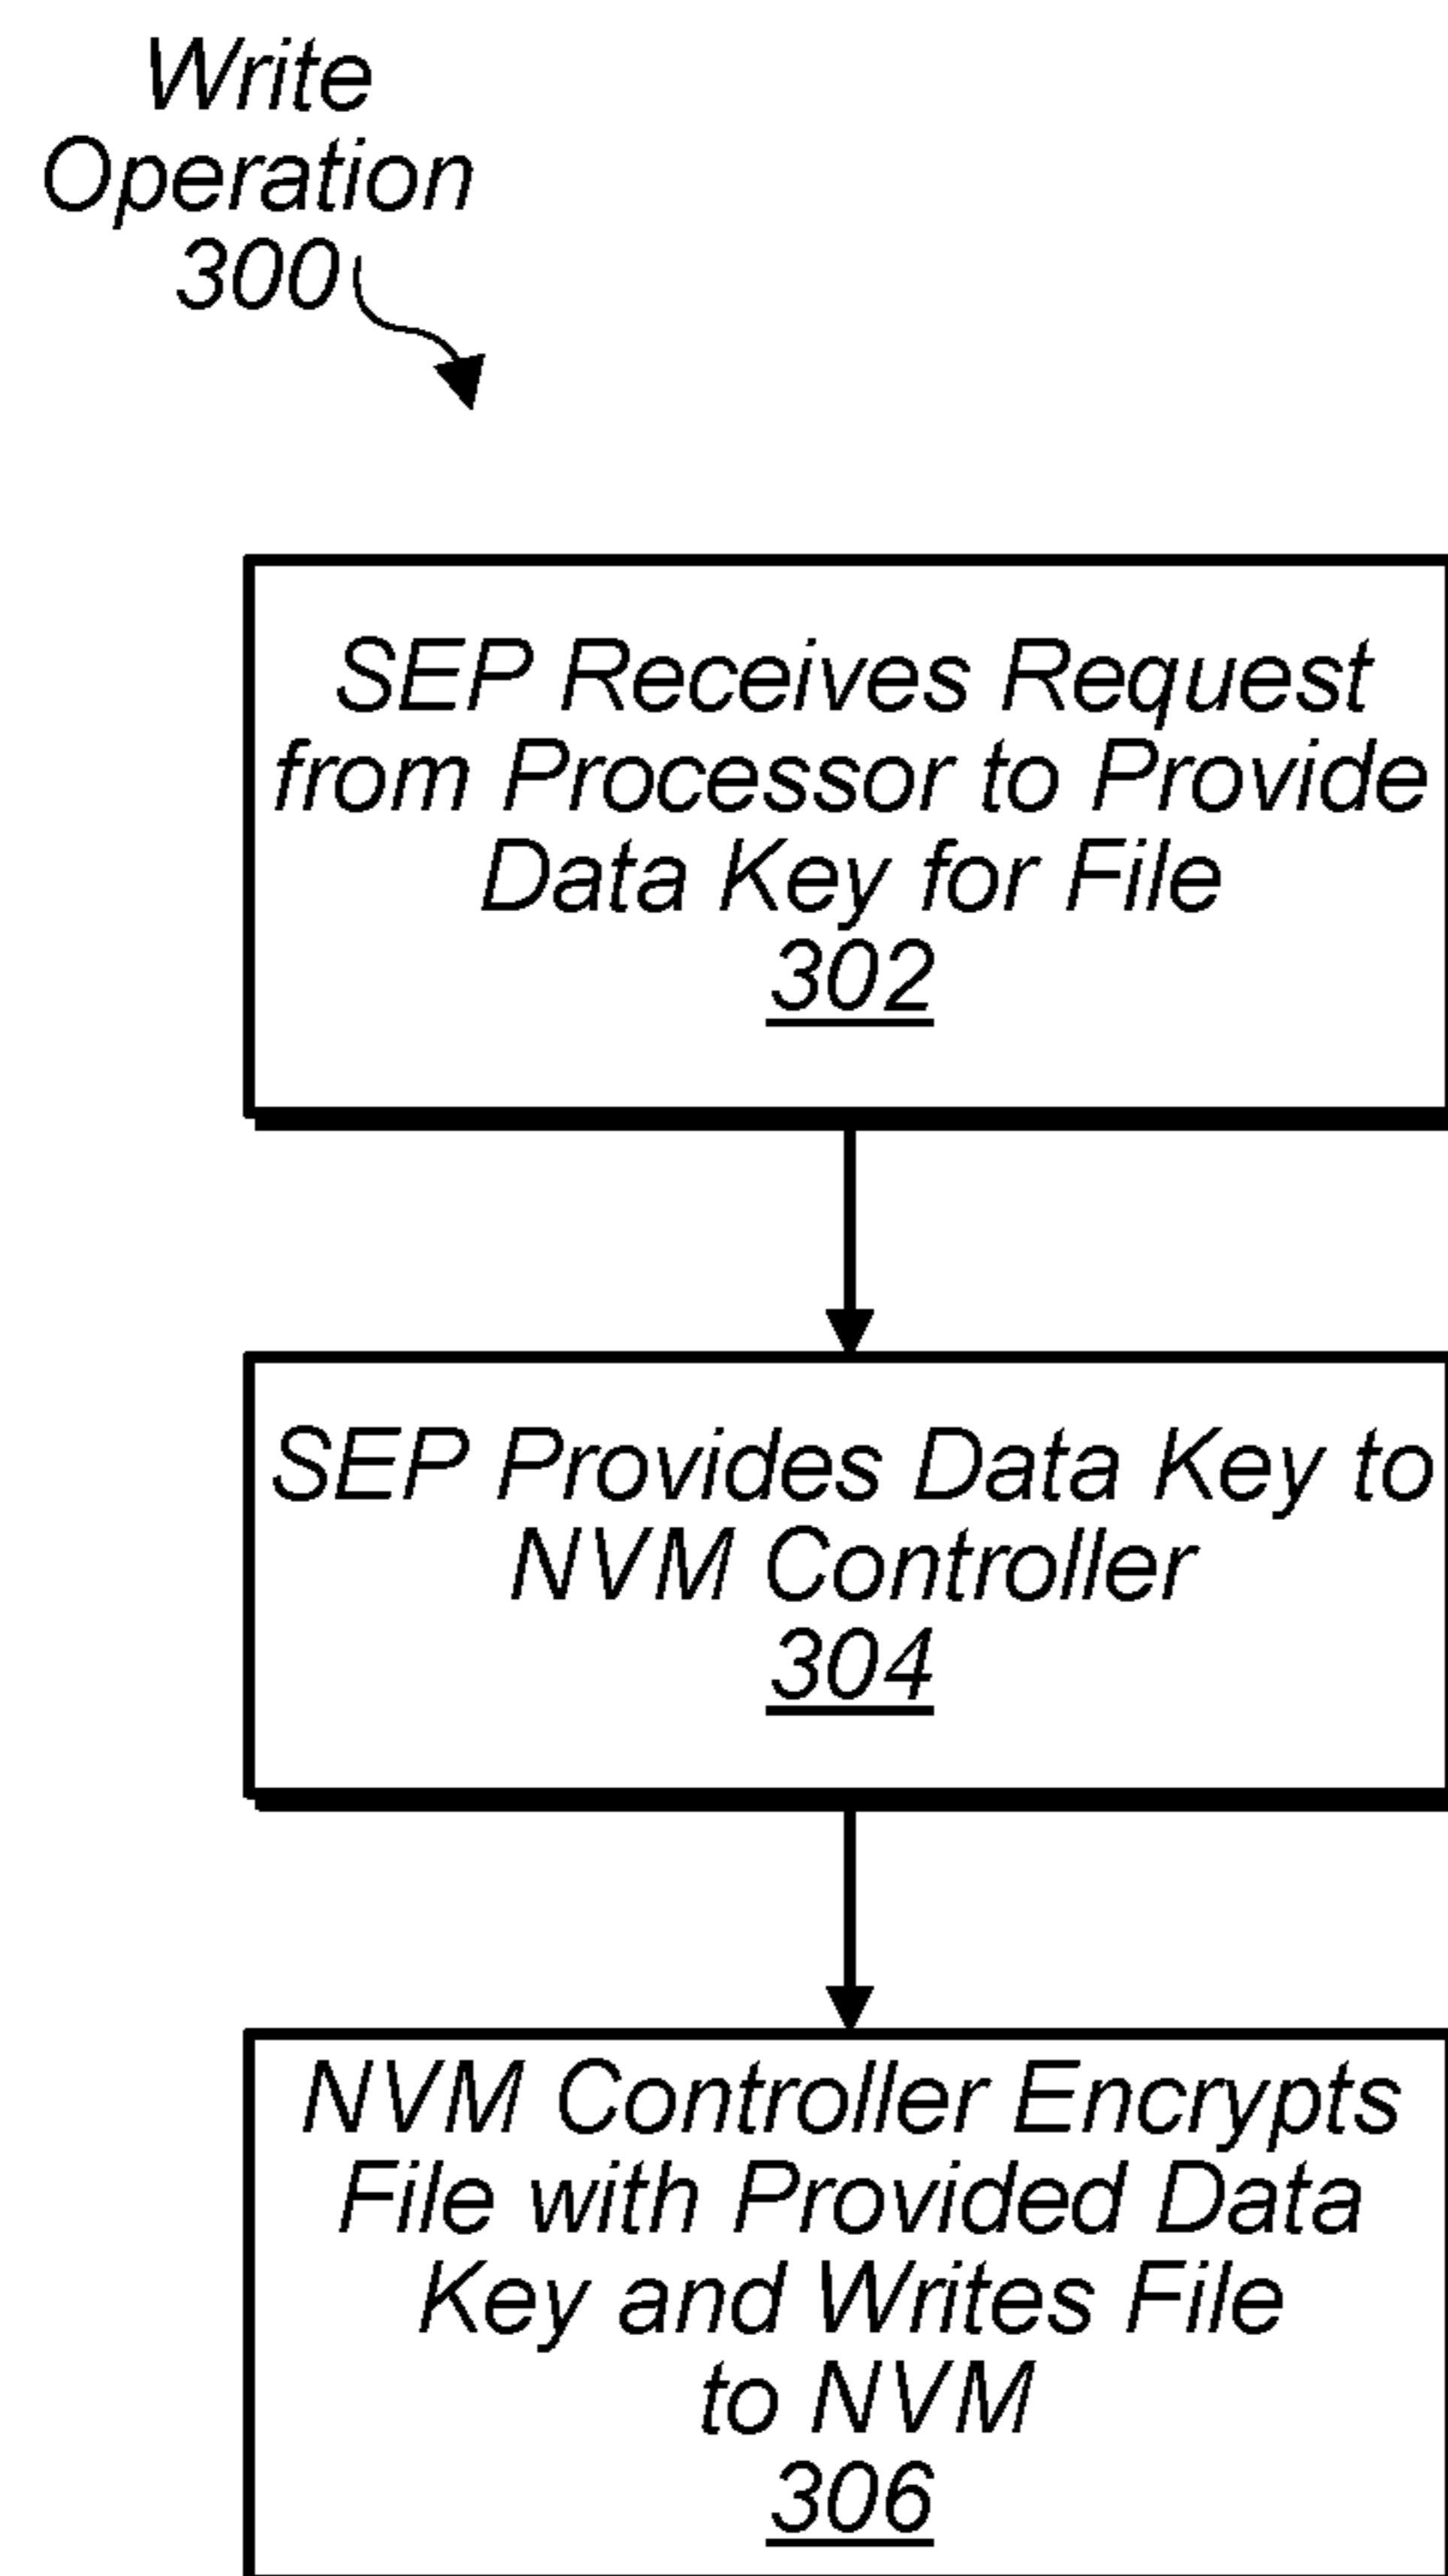 Write
Operation
300
SEP Receives Request
from Processor to Provide
Data Key for File
302
SEP Provides Data Key to
NVM Controller
304
NVM Controller Encrypts
File with Provided Data
Key and Writes File
to NVM
306